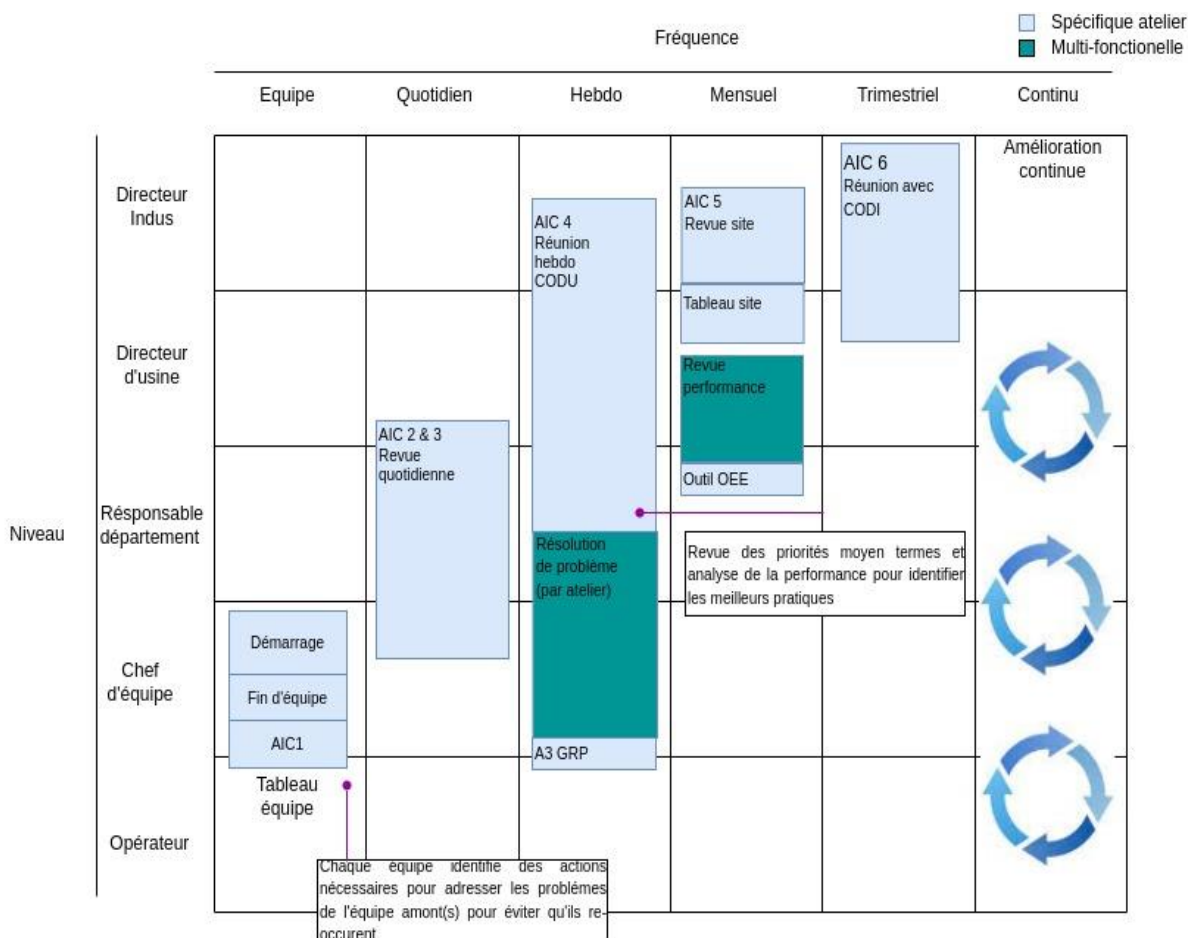 Spécifique atelier
Multi-fonctionelle
Fréquence
Equipe
Quotidien
Hebdo
Mensuel
Trimestriel
Continu
Niveau
Directeur
Indus
AIC 4
Réunion
hebdo
CODU
AIC 5
Revue site
Tableau site
AIC 6
Réunion avec
CODI
Amélioration
continue
Directeur
d'usine
AIC 2 & 3
Revue
quotidienne
Revue
performance
Outil OEE
Résponsable
département
Résolution
de problème
(par atelier)
Revue des priorités moyen termes et
analyse de la performance pour identifier
les meilleurs pratiques
Chef
d'équipe
Démarrage
Fin d'équipe
AIC1
A3 GRP
Tableau
équipe
Opérateur
Chaque équipe identifie des actions
nécessaires pour adresser les problémes
de l'équipe amont(s) pour éviter qu'ils re-
occurent